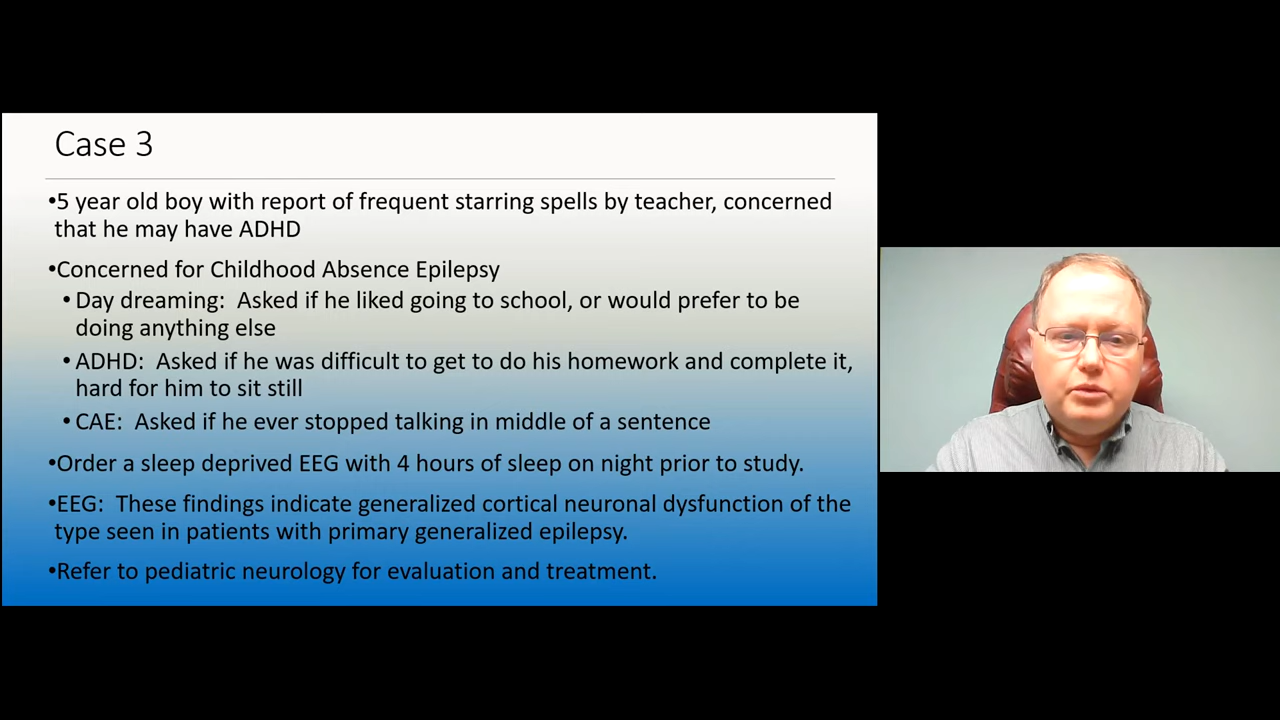 Case 3
•5 year old boy with report of frequent starring spells by teacher, concerned
that he may have ADHD
•Concerned for Childhood Absence Epilepsy
•Day dreaming:  Asked if he liked going to school, or would prefer to be
doing anything else
•ADHD:  Asked if he was difficult to get to do his homework and complete it,
hard for him to sit still
•CAE:  Asked if he ever stopped talking in middle of a sentence
•Order a sleep deprived EEG with 4 hours of sleep on night prior to study.
•EEG:  These findings indicate generalized cortical neuronal dysfunction of the
type seen in patients with primary generalized epilepsy.
•Refer to pediatric neurology for evaluation and treatment.